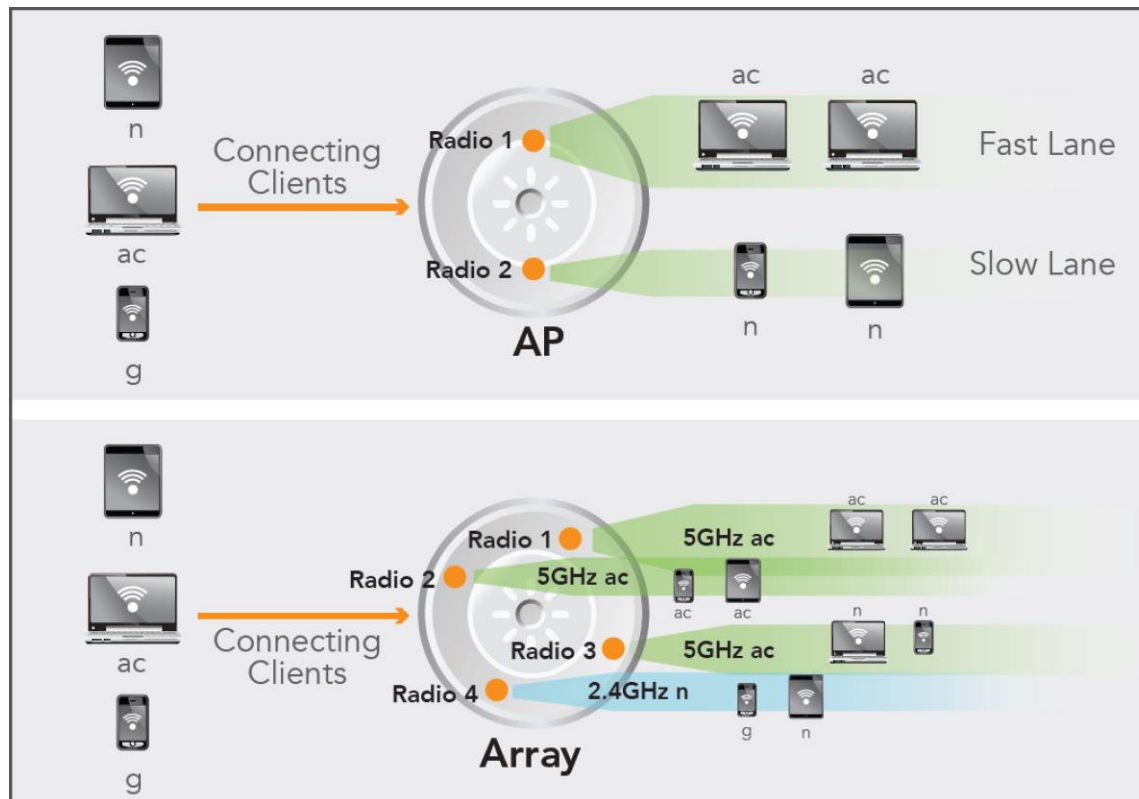 n
Connecting
Clients
ac
g
Radio 1
Radio 2
AP
ac ac
Fast Lane
Slow Lane
n n
n
ac
Connecting
Clients
g
Radio 1
Radio 2
Radio 3
Radio 4
Array
ac ac
5GHz ac
5GHz ac
ac ac
n n
5GHz ac
2.4GHz n
g n